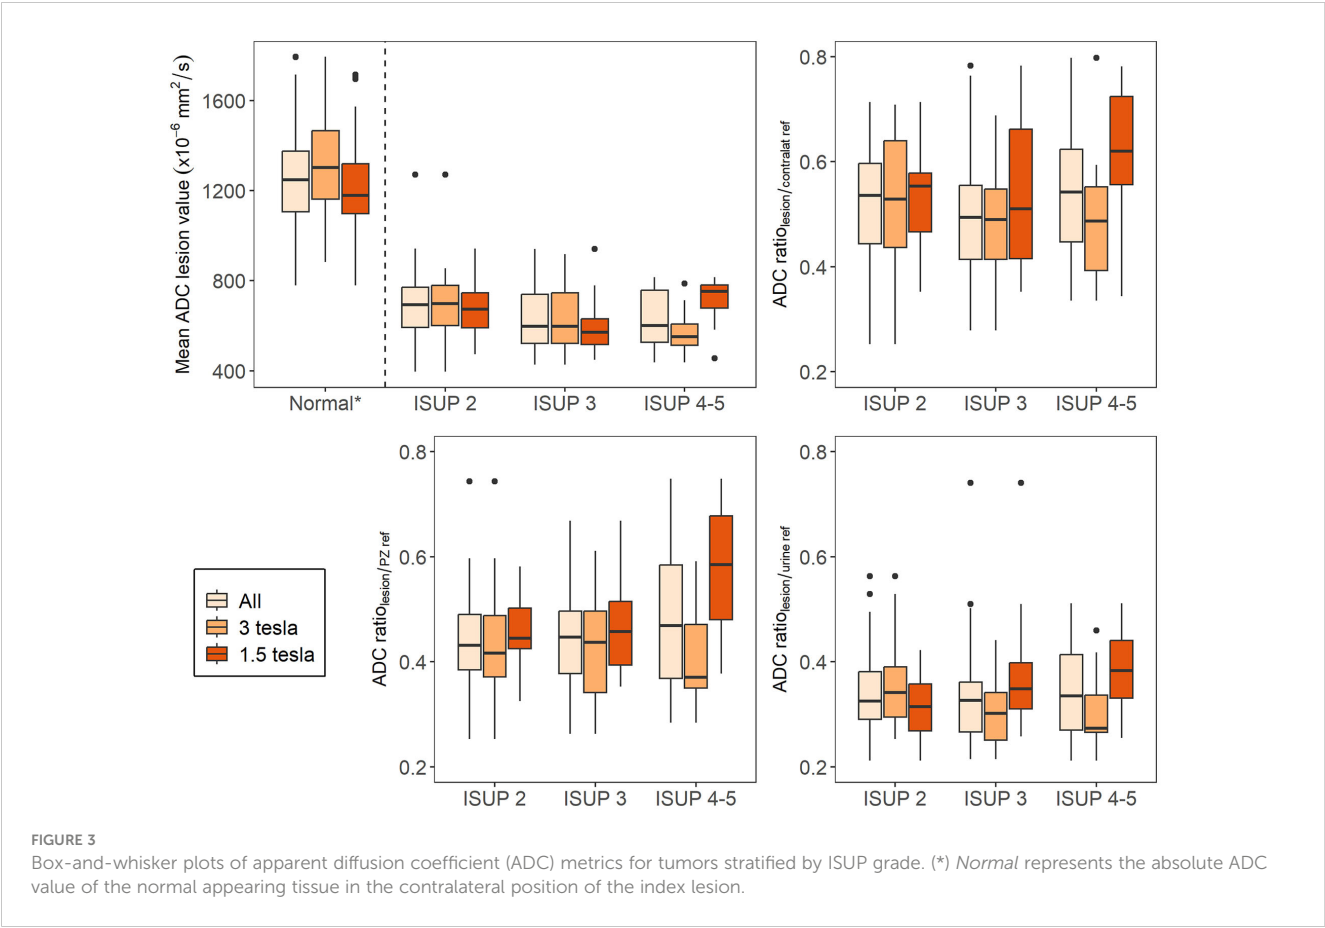 Mean ADC lesion value (x10⁻⁶ mm²/s)
1600
1200
800
400
Normal*
ISUP 2
ISUP 3
ISUP 4-5
ADC ratio lesion/contralat ref
0.8
0.6
0.4
0.2
ISUP 2
ISUP 3
ISUP 4-5
All
3 tesla
1.5 tesla
ADC ratio lesion/PZ ref
0.8
0.6
0.4
0.2
ISUP 2
ISUP 3
ISUP 4-5
ADC ratio lesion/urine ref
0.8
0.6
0.4
0.2
ISUP 2
ISUP 3
ISUP 4-5
FIGURE 3
Box-and-whisker plots of apparent diffusion coefficient (ADC) metrics for tumors stratified by ISUP grade. (*) Normal represents the absolute ADC
value of the normal appearing tissue in the contralateral position of the index lesion.